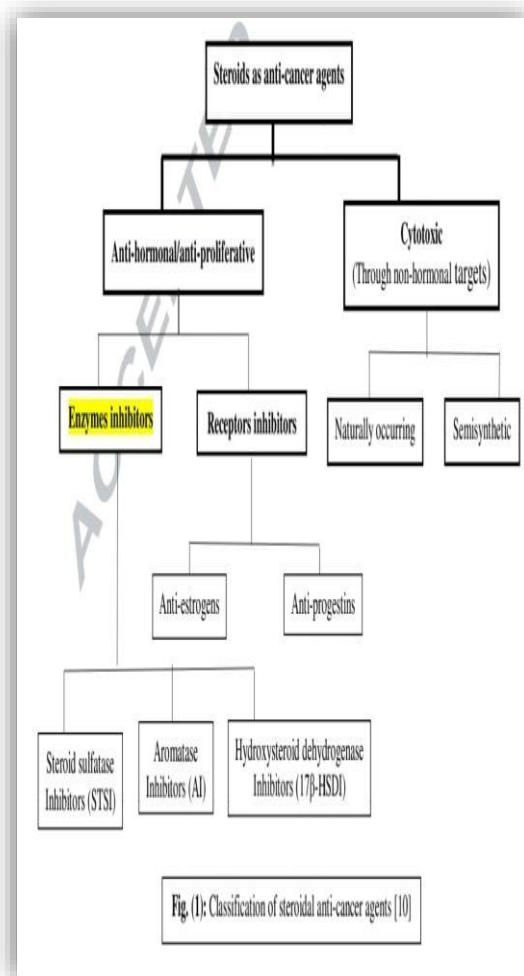 Steroids as anti-cancer agents
Anti-hormonal/anti-proliferative
Cytotoxic
(Through non-hormonal targets)
Enzymes inhibitors
Receptors inhibitors
Naturally occurring
Semisynthetic
Anti-estrogens
Anti-progestins
Steroid sulfatase
Inhibitors (STSI)
Aromatase
Inhibitors (AI)
Hydroxysteroid dehydrogenase
Inhibitors (17β-HSDI)
Fig. (1): Classification of steroidal anti-cancer agents [10]